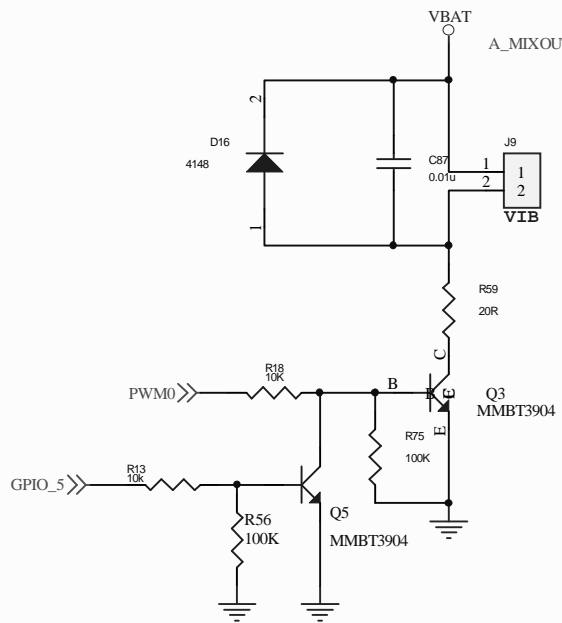 VBAT
A_MIXOU
2
D16
4148
1
C87
0.01u
J9
1
2
1
2
VIB
R59
20R
C
R18
10K
PWM0
B
B
C
E
Q3
MMBT3904
R75
100K
R13
10k
GPIO_5
R56
100K
Q5
MMBT3904